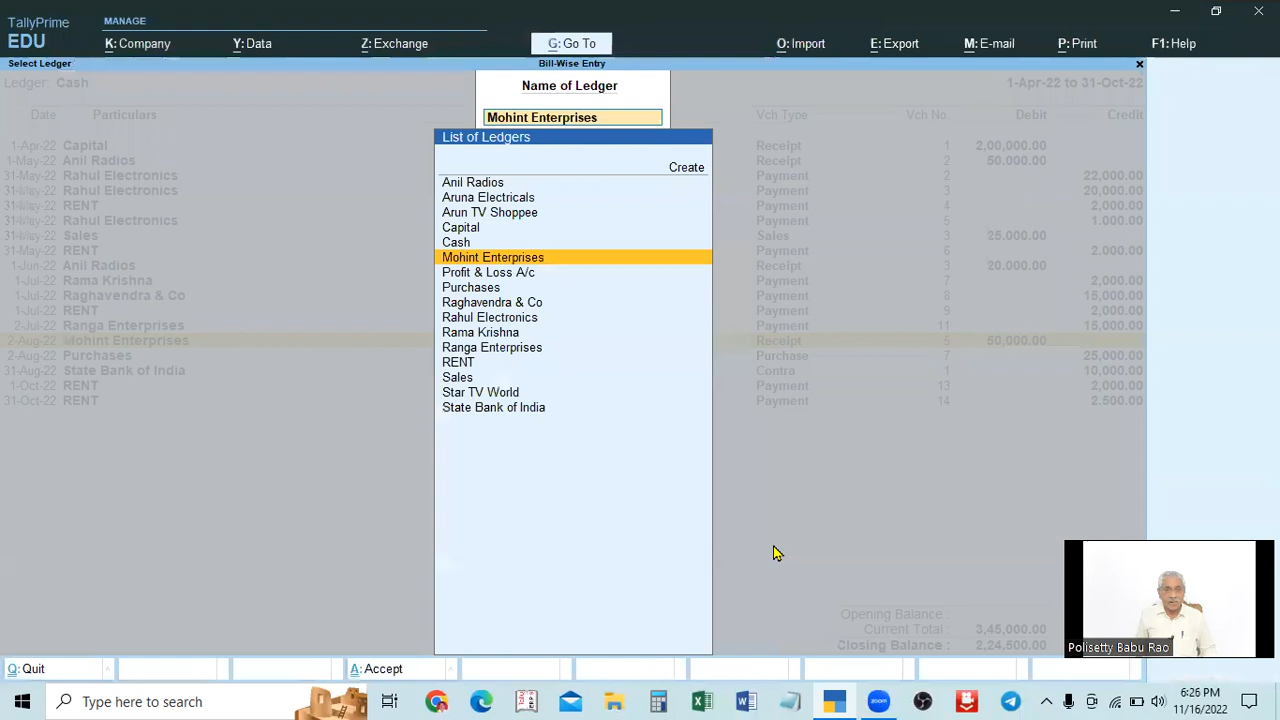 TallyPrime MANAGE
EDU
K: Company Y: Data Z: Exchange G: Go To O: Import E: Export M: E-mail P: Print F1: Help
Select Ledger Bill-Wise Entry x
Ledger: Cash Name of Ledger 1-Apr-22 to 31-Oct-22
Mohint Enterprises
Date Particulars Vch Type Vch No. Debit Credit
List of Ledgers
Create
1-Apr-22 Capital Receipt 1 2,00,000.00
1-May-22 Anil Radios Receipt 2 50.000.00
31-May-22 Rahul Electronics Payment 2 22,000.00
31-May-22 Rahul Electronics Payment 3 20,000.00
31-May-22 RENT Payment 4 2,000.00
31-May-22 Rahul Electronics Payment 5 1.000.00
31-May-22 Sales Sales 3 25.000.00
31-May-22 RENT Payment 6 2.000.00
1-Jun-22 Anil Radios Receipt 3 20,000.00
1-Jul-22 Rama Krishna Payment 7 2,000.00
1-Jul-22 Raghavendra & Co Payment 8 15,000.00
1-Jul-22 RENT Payment 9 2,000.00
2-Jul-22 Ranga Enterprises Payment 11 15,000.00
2-Aug-22 Mohint Enterprises Receipt 5 50,000.00
2-Aug-22 Purchases Purchase 7 25,000.00
31-Aug-22 State Bank of India Contra 1 10,000.00
1-Oct-22 RENT Payment 13 2,000.00
31-Oct-22 RENT Payment 14 2.500.00
Anil Radios
Aruna Electricals
Arun TV Shoppee
Capital
Cash
Mohint Enterprises
Profit & Loss A/c
Purchases
Raghavendra & Co
Rahul Electronics
Rama Krishna
Ranga Enterprises
RENT
Sales
Star TV World
State Bank of India
Opening Balance :
Current Total : 3,45,000.00
Closing Balance : 2,24,500.00
Polisetty Babu Rao
Q: Quit A: Accept
Type here to search
6:26 PM
11/16/2022